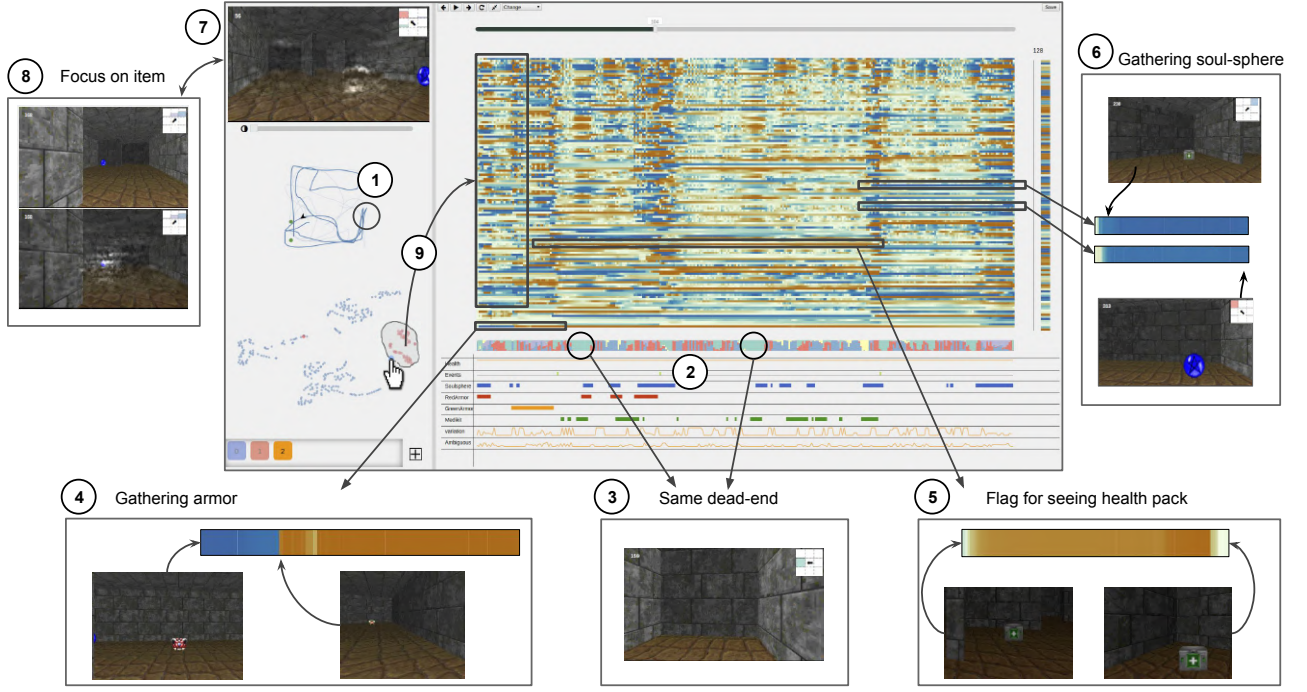 7
Change
Save
8
Focus on item
128
6
Gathering soul-sphere
1
9
2
Health
Events
Soulsphere
RedArmor
GreenArmor
Medikit
variation
Ambiguous
2
4
Gathering armor
3
Same dead-end
5
Flag for seeing health pack